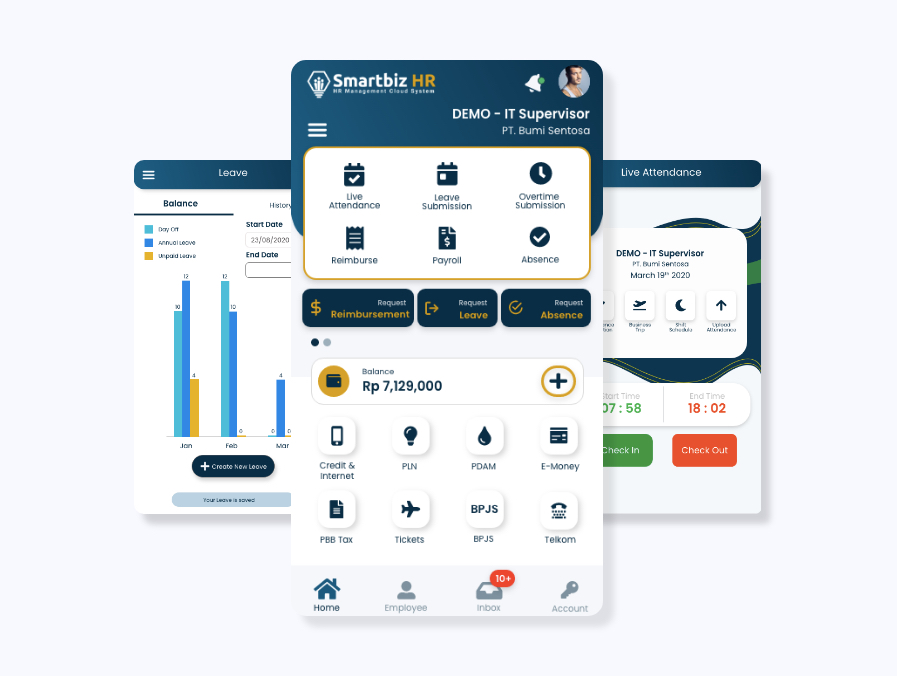 Leave
Balance
History
Day Off
Annual Leave
Unpaid Leave
Start Date
23/08/2020
End Date
12
12
10
10
4
4
0
0
0
Jan
Feb
Mar
Create New Leave
Your Leave is saved
Smartbiz HR
HR Management Cloud System
DEMO - IT Supervisor
PT. Bumi Sentosa
Live
Attendance
Leave
Submission
Overtime
Submission
Reimburse
Payroll
Absence
Request
Reimbursement
Request
Leave
Request
Absence
Balance
Rp 7,129,000
Credit &
Internet
PLN
PDAM
E-Money
PBB Tax
Tickets
BPJS
BPJS
Telkom
10+
Home
Employee
Inbox
Account
Live Attendance
DEMO - IT Supervisor
PT. Bumi Sentosa
March 19th 2020
Business
Trip
Shift
Schedule
Upload
Attendance
Start Time
07 : 58
End Time
18 : 02
Check In
Check Out